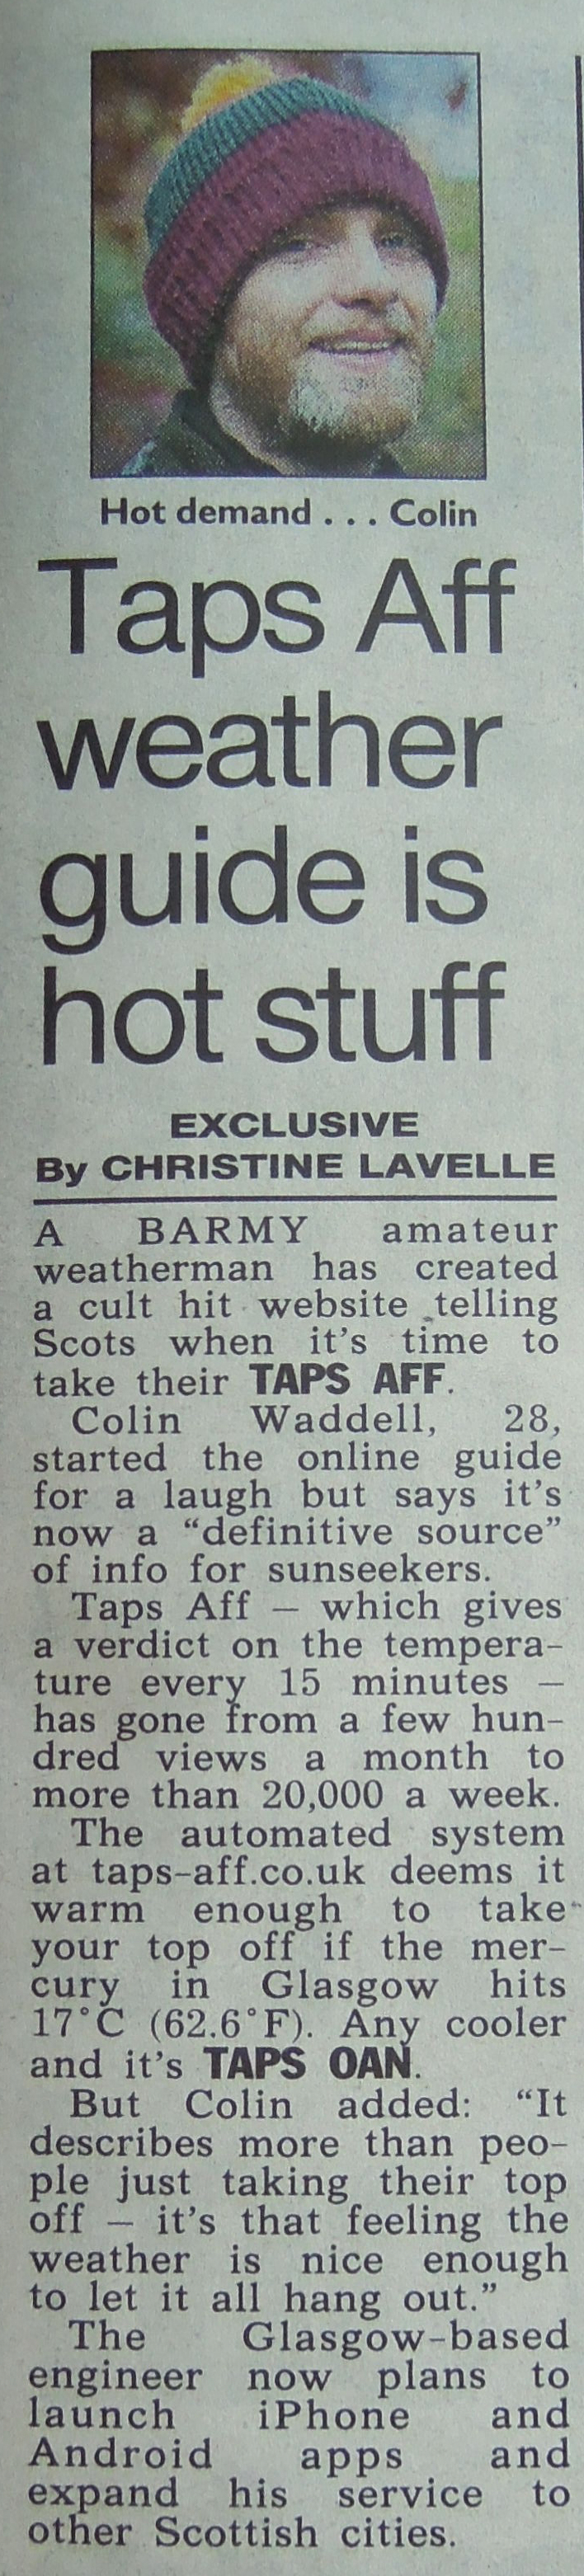 Hot demand . . . Colin
Taps Aff
weather
guide is
hot stuff
EXCLUSIVE
By CHRISTINE LAVELLE
A BARMY amateur
weatherman has created
a cult hit website telling
Scots when it's time to
take their TAPS AFF.
Colin Waddell, 28,
started the online guide
for a laugh but says it's
now a “definitive source”
of info for sunseekers.
Taps Aff – which gives
a verdict on the tempera-
ture every 15 minutes –
has gone from a few hun-
dred views a month to
more than 20,000 a week.
The automated system
at taps-aff.co.uk deems it
warm enough to take
your top off if the mer-
cury in Glasgow hits
17°C (62.6°F). Any cooler
and it's TAPS OAN.
But Colin added: “It
describes more than peo-
ple just taking their top
off – it's that feeling the
weather is nice enough
to let it all hang out.”
The Glasgow-based
engineer now plans to
launch iPhone and
Android apps and
expand his service to
other Scottish cities.